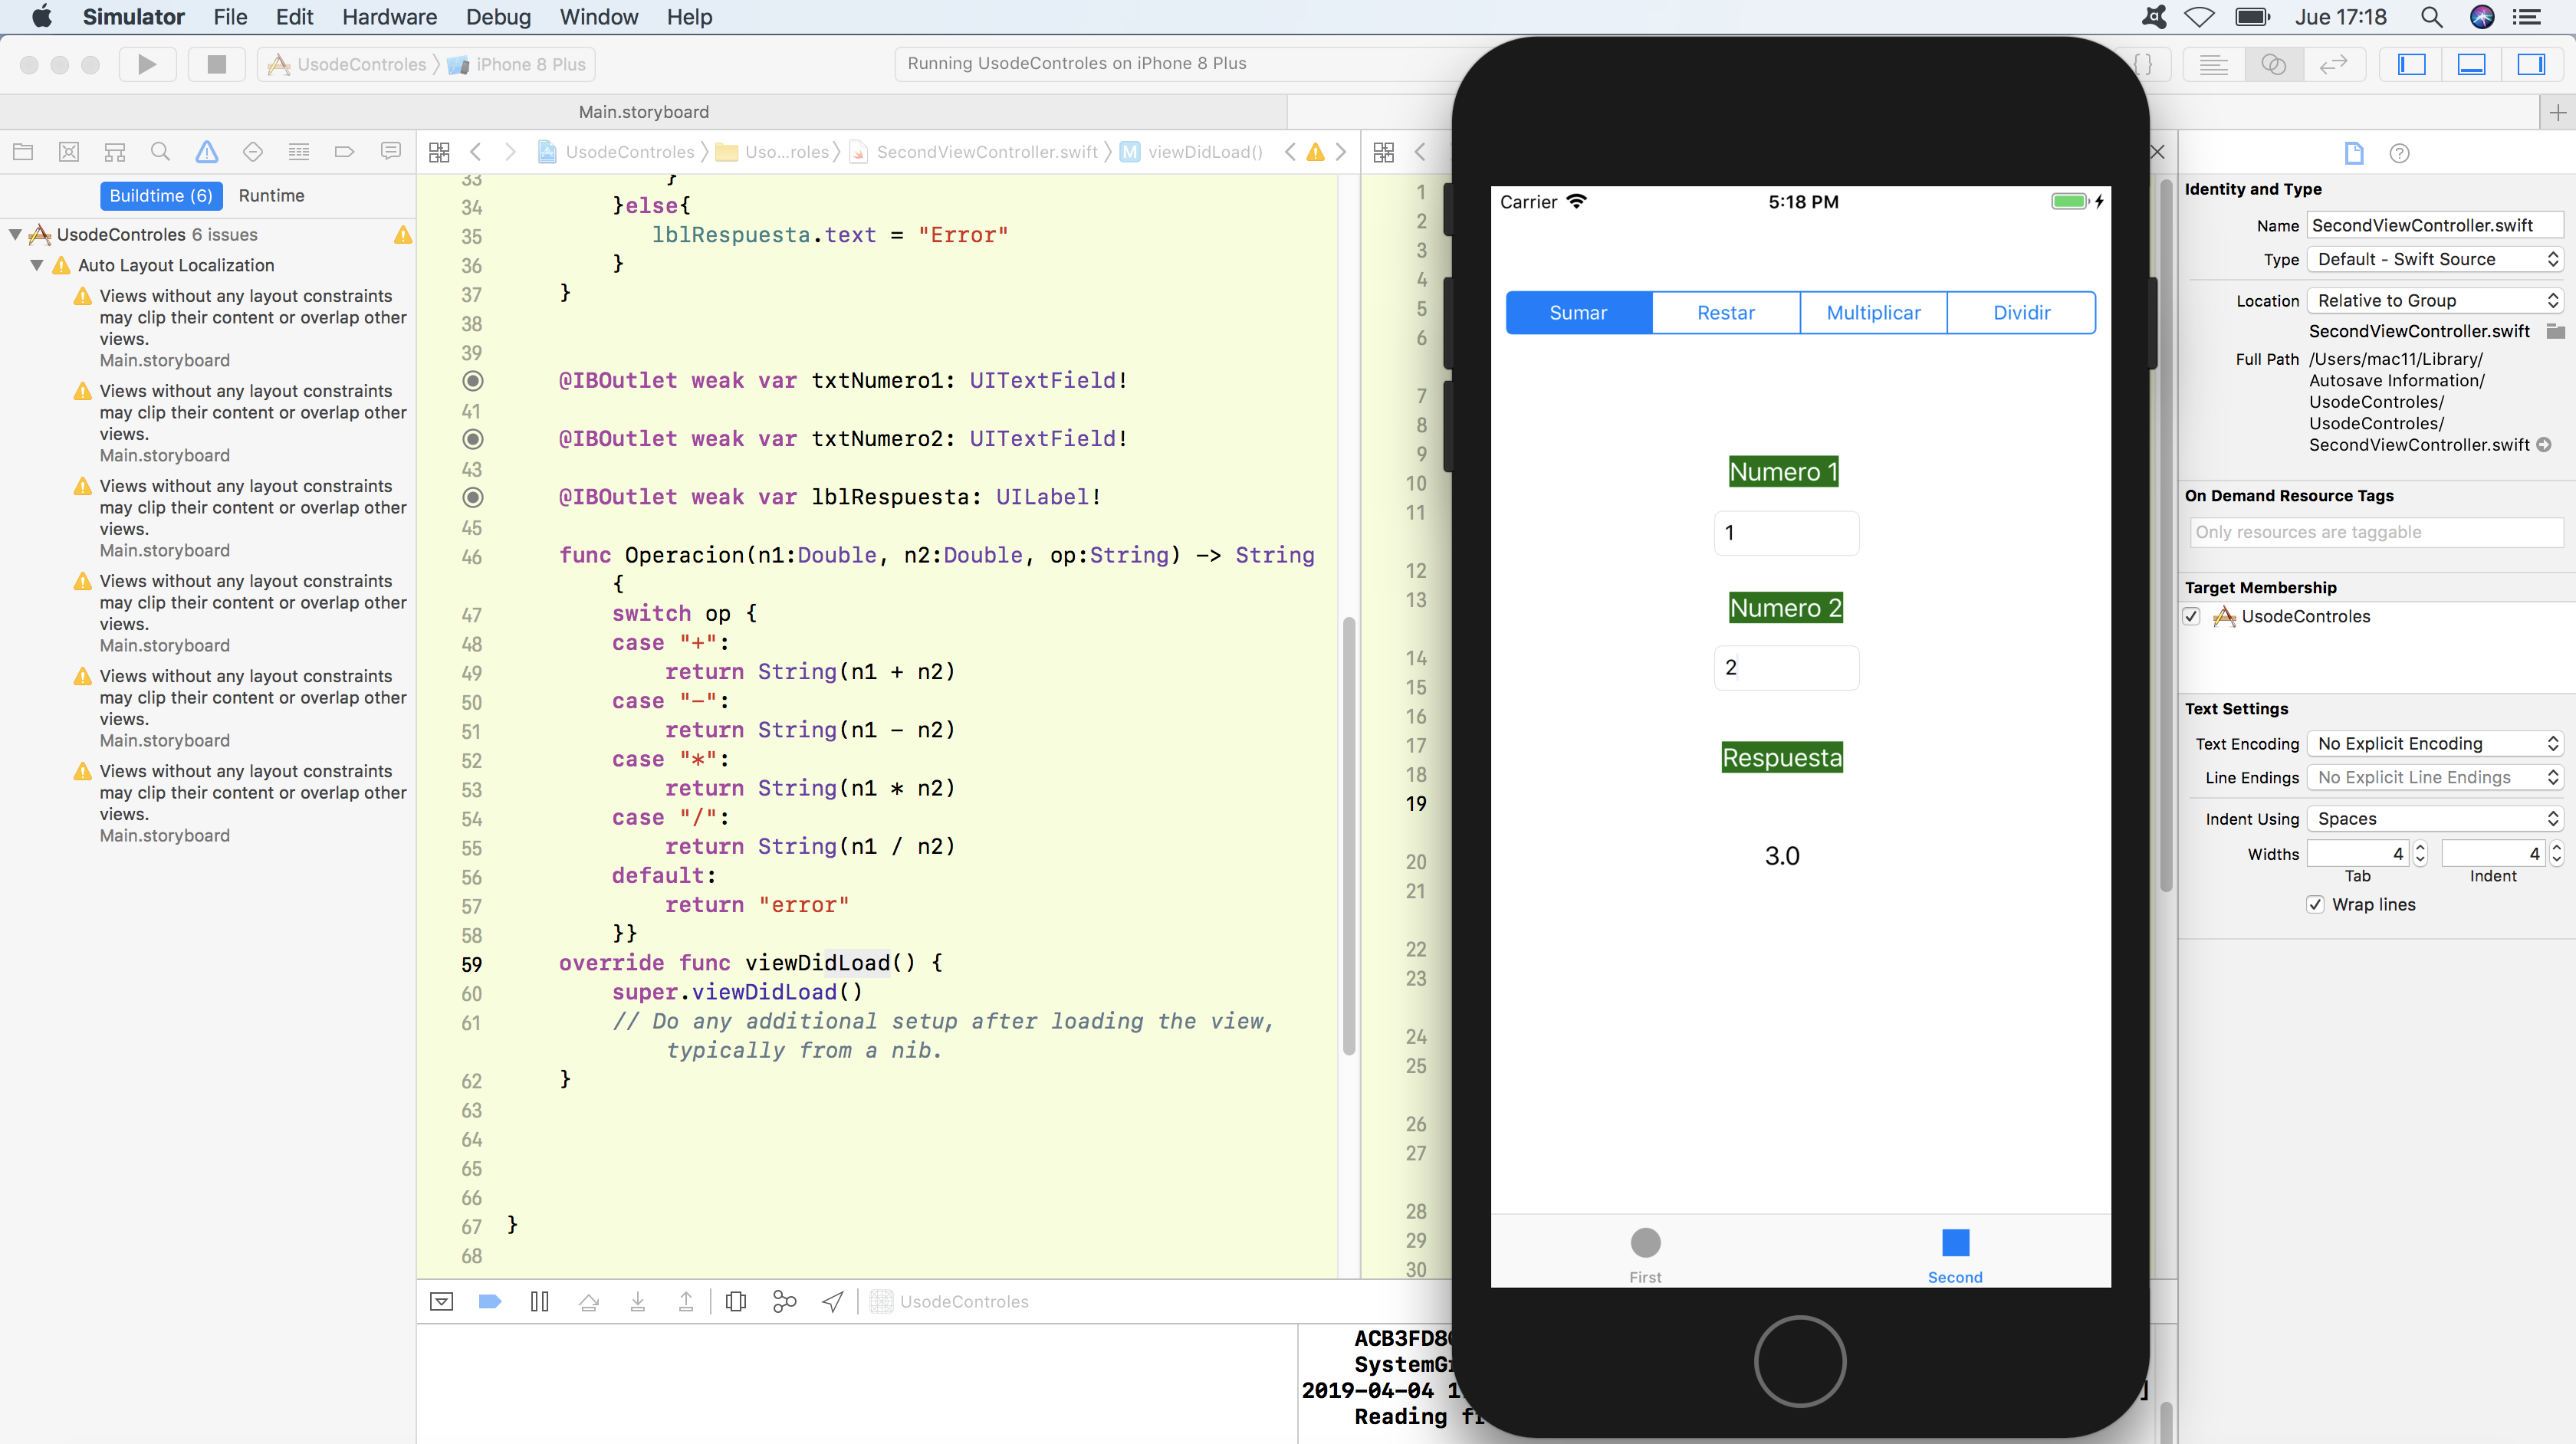 Simulator File Edit Hardware Debug Window Help Jue 17:18
UsodeControles iPhone 8 Plus Running UsodeControles on iPhone 8 Plus
Main.storyboard
UsodeControles Uso...roles SecondViewController.swift M viewDidLoad()
Buildtime (6) Runtime
UsodeControles 6 issues
Auto Layout Localization
Views without any layout constraints
may clip their content or overlap other
views.
Main.storyboard
Views without any layout constraints
may clip their content or overlap other
views.
Main.storyboard
Views without any layout constraints
may clip their content or overlap other
views.
Main.storyboard
Views without any layout constraints
may clip their content or overlap other
views.
Main.storyboard
Views without any layout constraints
may clip their content or overlap other
views.
Main.storyboard
Views without any layout constraints
may clip their content or overlap other
views.
Main.storyboard
33 }
34 }else{
35 lblRespuesta.text = "Error"
36 }
37 }
38
39
@IBOutlet weak var txtNumero1: UITextField!
41
@IBOutlet weak var txtNumero2: UITextField!
43
@IBOutlet weak var lblRespuesta: UILabel!
45
46 func Operacion(n1:Double, n2:Double, op:String) -> String
{
47 switch op {
48 case "+":
49 return String(n1 + n2)
50 case "-":
51 return String(n1 - n2)
52 case "*":
53 return String(n1 * n2)
54 case "/":
55 return String(n1 / n2)
56 default:
57 return "error"
58 }}
59 override func viewDidLoad() {
60 super.viewDidLoad()
61 // Do any additional setup after loading the view,
typically from a nib.
62 }
63
64
65
66
67 }
68
UsodeControles
1
2
3
4
5
6
7
8
9
10
11
12
13
14
15
16
17
18
19
20
21
22
23
24
25
26
27
28
29
30
Carrier 5:18 PM
Sumar Restar Multiplicar Dividir
Numero 1
1
Numero 2
2
Respuesta
3.0
First Second
2019-04-04
Reading
Identity and Type
Name SecondViewController.swift
Type Default - Swift Source
Location Relative to Group
SecondViewController.swift
Full Path /Users/mac11/Library/
Autosave Information/
UsodeControles/
UsodeControles/
SecondViewController.swift
On Demand Resource Tags
Only resources are taggable
Target Membership
UsodeControles
Text Settings
Text Encoding No Explicit Encoding
Line Endings No Explicit Line Endings
Indent Using Spaces
Widths 4 4
Tab Indent
Wrap lines